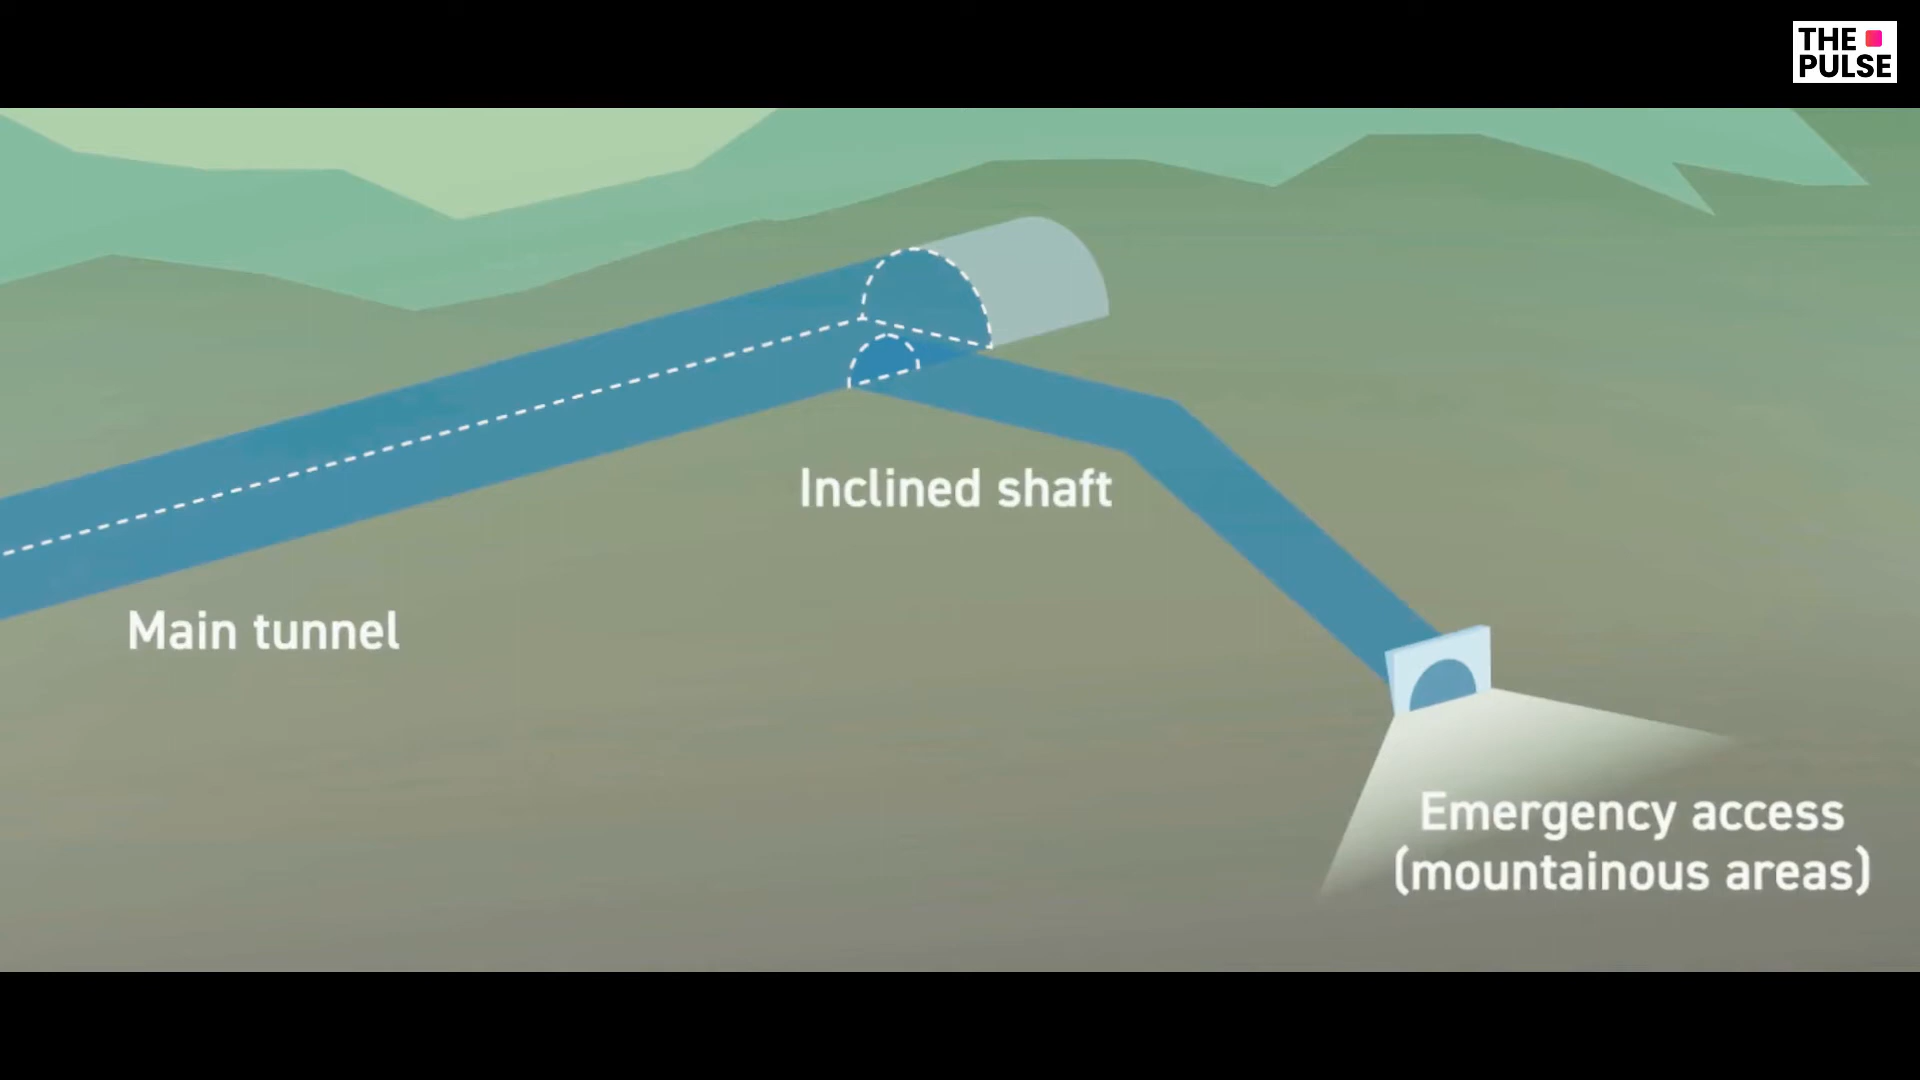 THE
PULSE
Inclined shaft
Main tunnel
Emergency access
(mountainous areas)